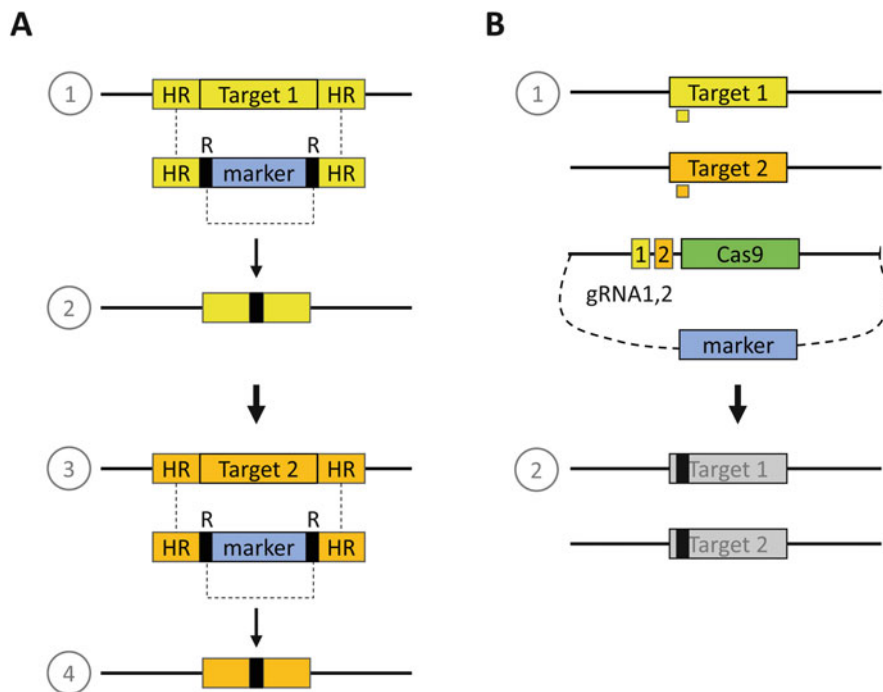 A
1
HR Target 1 HR
R R
HR marker HR
2
3
HR Target 2 HR
R R
HR marker HR
4
B
1
Target 1
Target 2
1 2 Cas9
gRNA1,2
marker
2
Target 1
Target 2